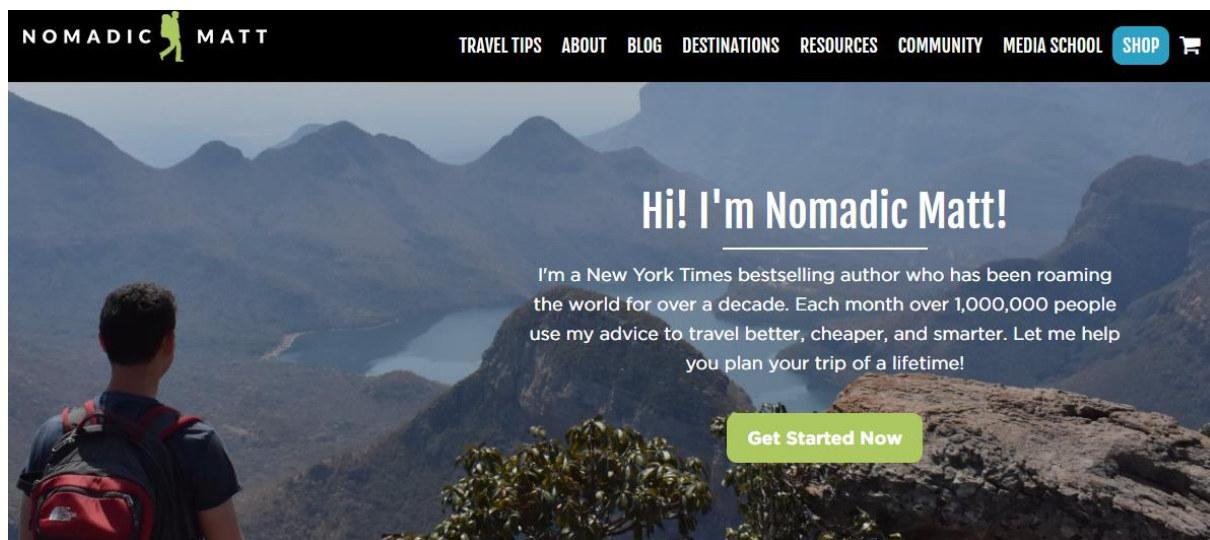 NOMADIC MATT
TRAVEL TIPS ABOUT BLOG DESTINATIONS RESOURCES COMMUNITY MEDIA SCHOOL SHOP
Hi! I'm Nomadic Matt!
I'm a New York Times bestselling author who has been roaming
the world for over a decade. Each month over 1,000,000 people
use my advice to travel better, cheaper, and smarter. Let me help
you plan your trip of a lifetime!
Get Started Now